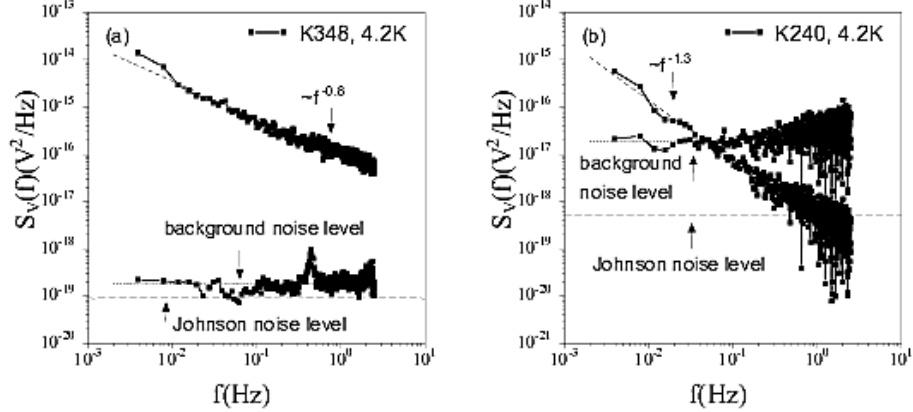 (a)
K348, 4.2K
10^-13
10^-14
10^-15
10^-16
10^-17
10^-18
10^-19
10^-20
S_V(f)(V^2/Hz)
~f^-0.8
background noise level
Johnson noise level
10^-3
10^-2
10^-1
10^0
10^1
f(Hz)
(b)
K240, 4.2K
10^-14
10^-15
10^-16
10^-17
10^-18
10^-19
10^-20
10^-21
S_V(f)(V^2/Hz)
~f^-1.3
background
noise level
Johnson noise level
10^-3
10^-2
10^-1
10^0
10^1
f(Hz)